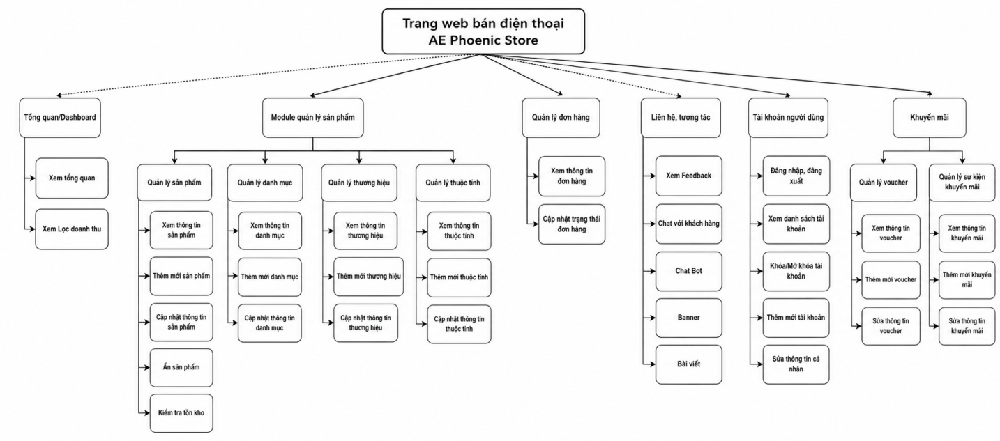 Trang web bán điện thoại
AE Phoenic Store
Tổng quan/Dashboard
Module quản lý sản phẩm
Quản lý đơn hàng
Liên hệ, tương tác
Tài khoản người dùng
Khuyến mãi
Xem tổng quan
Xem Lọc doanh thu
Quản lý sản phẩm
Quản lý danh mục
Quản lý thương hiệu
Quản lý thuộc tính
Xem thông tin
sản phẩm
Thêm mới sản phẩm
Cập nhật thông tin
sản phẩm
Ẩn sản phẩm
Kiểm tra tồn kho
Xem thông tin
danh mục
Thêm mới danh mục
Cập nhật thông tin
danh mục
Xem thông tin
thương hiệu
Thêm mới thương hiệu
Cập nhật thông tin
thương hiệu
Xem thông tin
thuộc tính
Thêm mới thuộc tính
Cập nhật thông tin
thuộc tính
Xem thông tin
đơn hàng
Cập nhật trạng thái
đơn hàng
Xem Feedback
Chat với khách hàng
Chat Bot
Banner
Bài viết
Đăng nhập, đăng
xuất
Xem danh sách tài
khoản
Khóa/Mở khóa tài
khoản
Thêm mới tài khoản
Sửa thông tin cá
nhân
Quản lý voucher
Quản lý sự kiện
khuyến mãi
Xem thông tin
voucher
Thêm mới voucher
Sửa thông tin
voucher
Xem thông tin
khuyến mãi
Thêm mới khuyến
mãi
Sửa thông tin
khuyến mãi